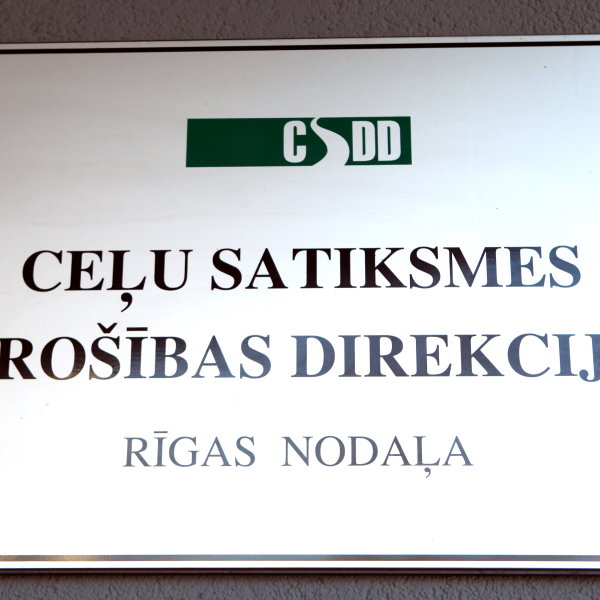 CSDD
CEĻU SATIKSMES
ROŠĪBAS DIREKCIJ
RĪGAS NODAĻA